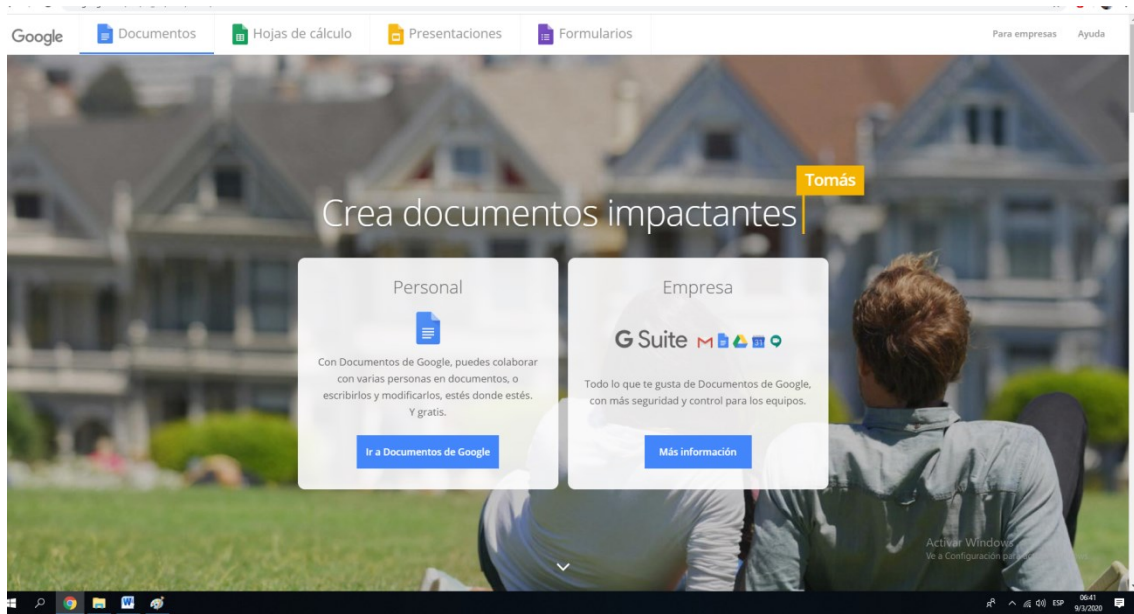 Google
Documentos
Hojas de cálculo
Presentaciones
Formularios
Para empresas
Ayuda
Tomás
Crea documentos impactantes
Personal
Con Documentos de Google, puedes colaborar
con varias personas en documentos, o
escribirlos y modificarlos, estés donde estés.
Y gratis.
Ir a Documentos de Google
Empresa
G Suite
31
Todo lo que te gusta de Documentos de Google,
con más seguridad y control para los equipos.
Más información
Activar Windows
Ve a Configuración
ESP
06:41
9/3/2020